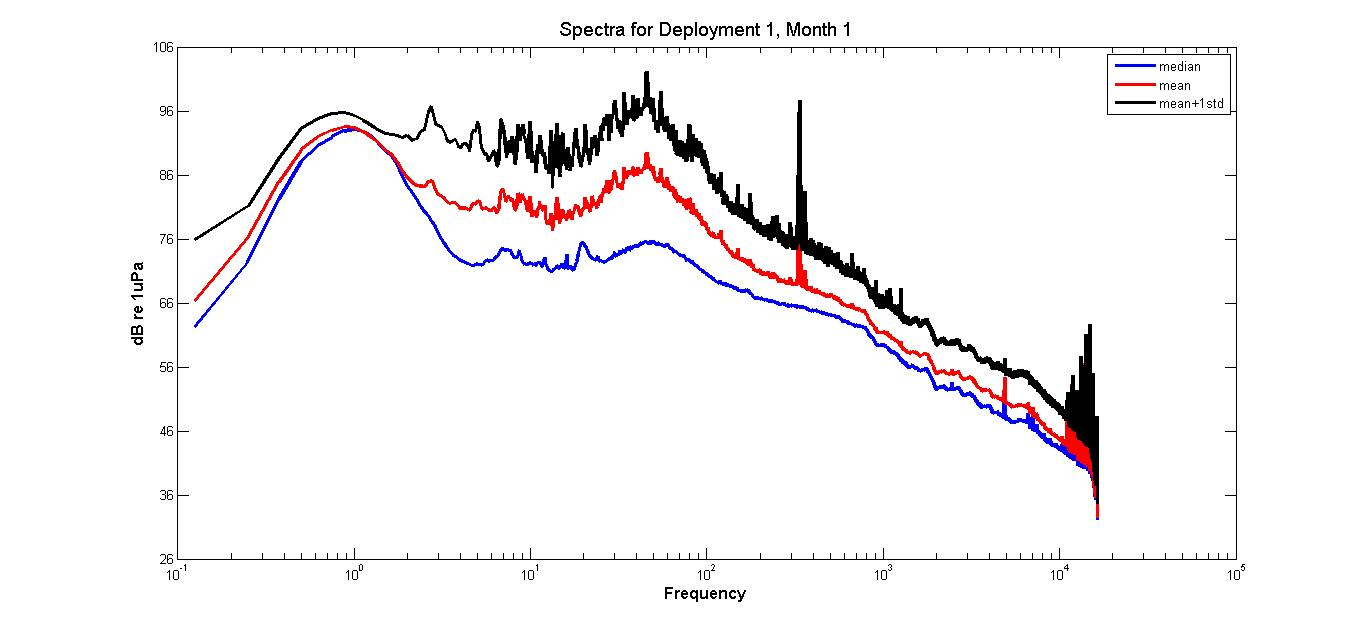 Spectra for Deployment 1, Month 1
median
mean
mean+1std
106
96
86
76
66
56
46
36
26
dB re 1uPa
10⁻¹ 10⁰ 10¹ 10² 10³ 10⁴ 10⁵
Frequency